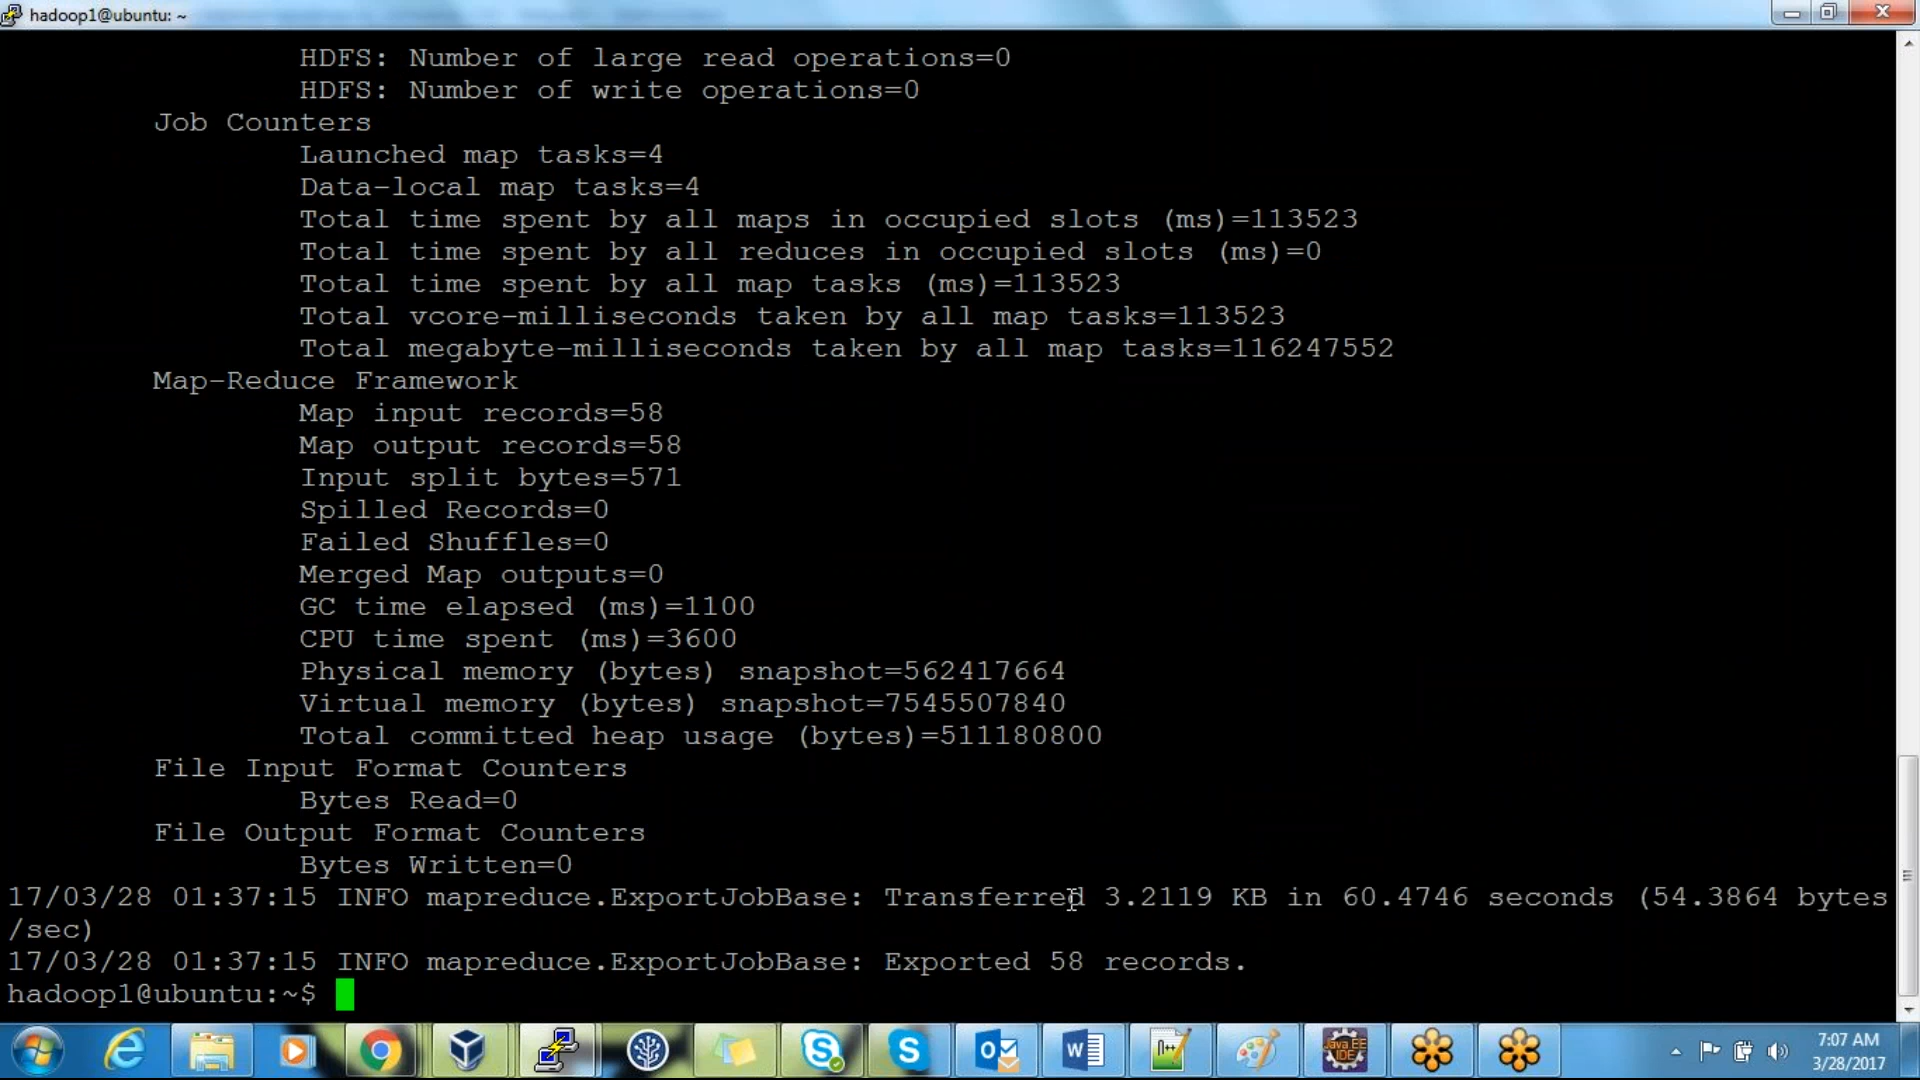 hadoop1@ubuntu: ~
HDFS: Number of large read operations=0
HDFS: Number of write operations=0
Job Counters
Launched map tasks=4
Data-local map tasks=4
Total time spent by all maps in occupied slots (ms)=113523
Total time spent by all reduces in occupied slots (ms)=0
Total time spent by all map tasks (ms)=113523
Total vcore-milliseconds taken by all map tasks=113523
Total megabyte-milliseconds taken by all map tasks=116247552
Map-Reduce Framework
Map input records=58
Map output records=58
Input split bytes=571
Spilled Records=0
Failed Shuffles=0
Merged Map outputs=0
GC time elapsed (ms)=1100
CPU time spent (ms)=3600
Physical memory (bytes) snapshot=562417664
Virtual memory (bytes) snapshot=7545507840
Total committed heap usage (bytes)=511180800
File Input Format Counters
Bytes Read=0
File Output Format Counters
Bytes Written=0
17/03/28 01:37:15 INFO mapreduce.ExportJobBase: Transferred 3.2119 KB in 60.4746 seconds (54.3864 bytes
/sec)
17/03/28 01:37:15 INFO mapreduce.ExportJobBase: Exported 58 records.
hadoop1@ubuntu:~$
Java EE
IDE
7:07 AM
3/28/2017